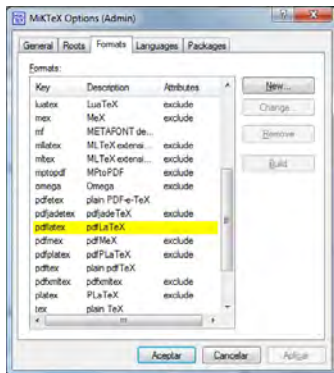 MiKTeX Options (Admin)
General Roots Formats Languages Packages
Formats:
Key Description Attributes
luatex LuaTeX exclude
mex MeX exclude
mf METAFONT de...
mllatex MLTeX extensi... exclude
mltex MLTeX extensi... exclude
mptopdf MPtoPDF exclude
omega Omega exclude
pdfetex plain PDF-e-TeX
pdfjadetex pdfjadeTeX exclude
pdflatex pdfLaTeX
pdfmex pdfMeX exclude
pdfplatex pdfPLaTeX exclude
pdftex plain pdfTeX
pdfxmltex pdfxmltex exclude
platex PLaTeX exclude
tex plain TeX
New...
Change...
Remove
Build
Aceptar Cancelar Aplicar